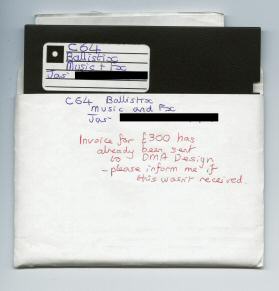 C64
Ballistix
Music + Fx
Jas
C64 Ballistix
Music and Fx
Jas
Invoice for £300 has
already been sent
to DMA Design
- please inform me if
this wasn't received.